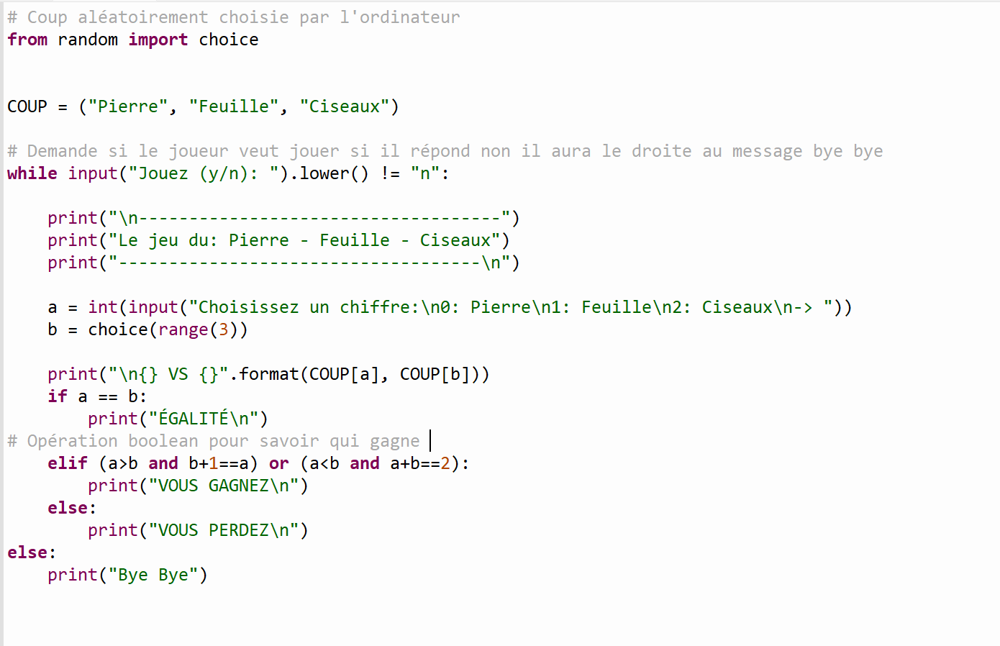 # Coup aléatoirement choisie par l'ordinateur
from random import choice
COUP = ("Pierre", "Feuille", "Ciseaux")
# Demande si le joueur veut jouer si il répond non il aura le droite au message bye bye
while input("Jouez (y/n): ").lower() != "n":
    print("\n------------------------------------")
    print("Le jeu du: Pierre - Feuille - Ciseaux")
    print("------------------------------------\n")
    a = int(input("Choisissez un chiffre:\n0: Pierre\n1: Feuille\n2: Ciseaux\n-> "))
    b = choice(range(3))
    print("\n{} VS {}".format(COUP[a], COUP[b]))
    if a == b:
        print("ÉGALITÉ\n")
# Opération boolean pour savoir qui gagne
    elif (a>b and b+1==a) or (a<b and a+b==2):
        print("VOUS GAGNEZ\n")
    else:
        print("VOUS PERDEZ\n")
else:
    print("Bye Bye")